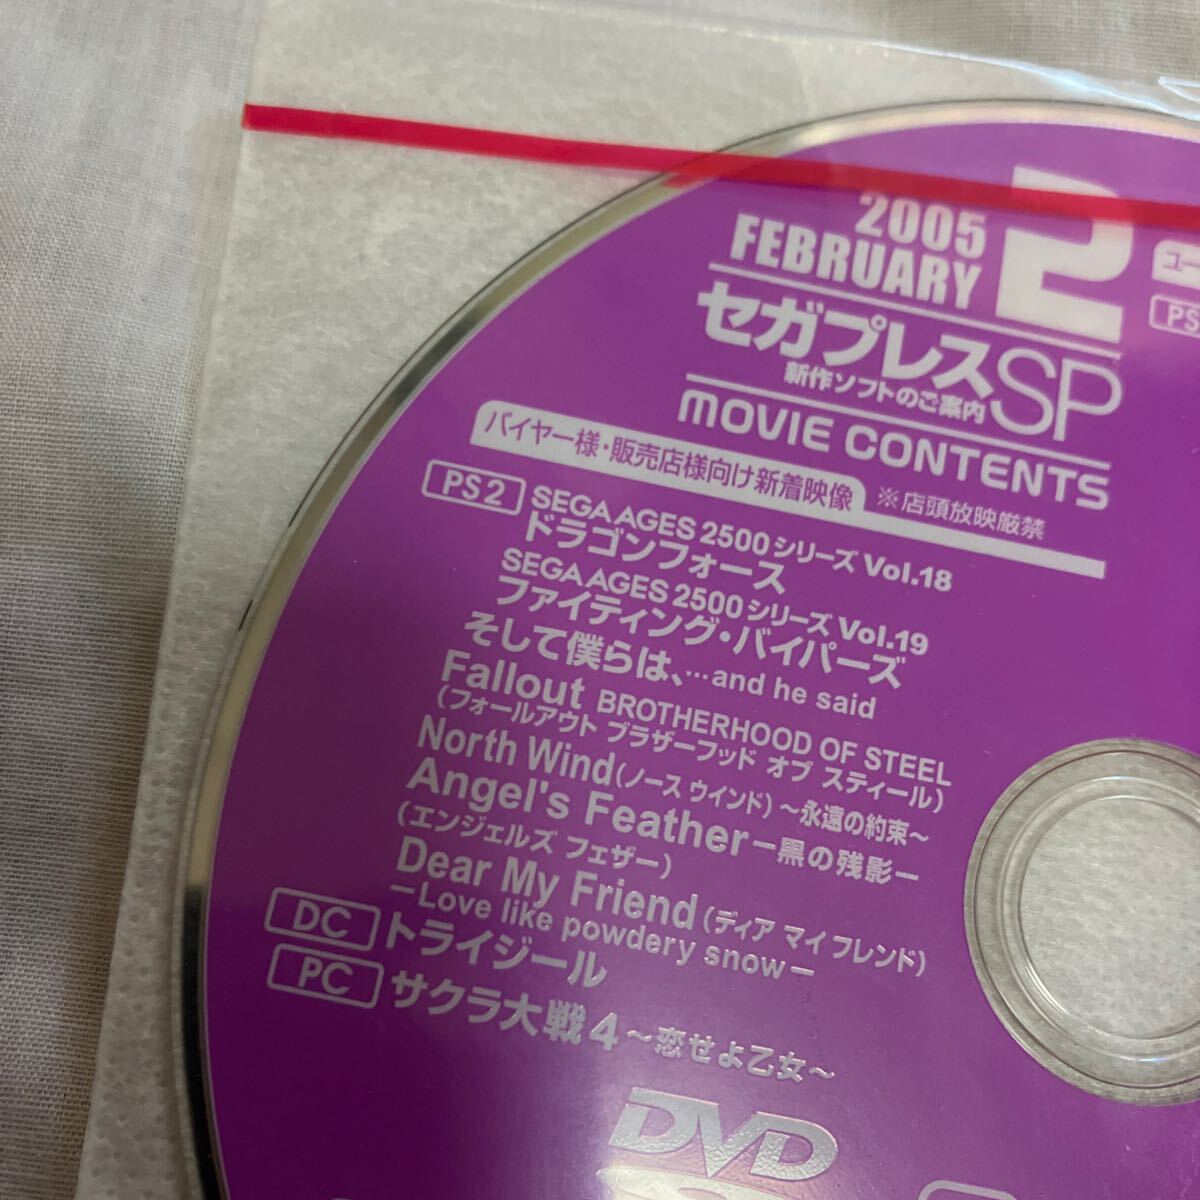 2005
FEBRUARY
2
ユー
PS
セガプレスSP
新作ソフトのご案内
MOVIE CONTENTS
バイヤー様・販売店様向け新着映像 ※店頭放映厳禁
PS2 SEGA AGES 2500シリーズ Vol.18
ドラゴンフォース
SEGA AGES 2500シリーズ Vol.19
ファイティング・バイパーズ
そして僕らは、…and he said
Fallout BROTHERHOOD OF STEEL
(フォールアウト ブラザーフッド オブ スティール)
North Wind(ノース ウインド)~永遠の約束~
Angel's Feather ー黒の残影ー
(エンジェルズ フェザー)
Dear My Friend(ディア マイ フレンド)
ーLove like powdery snowー
DC トライジール
PC サクラ大戦4~恋せよ乙女~
DVD